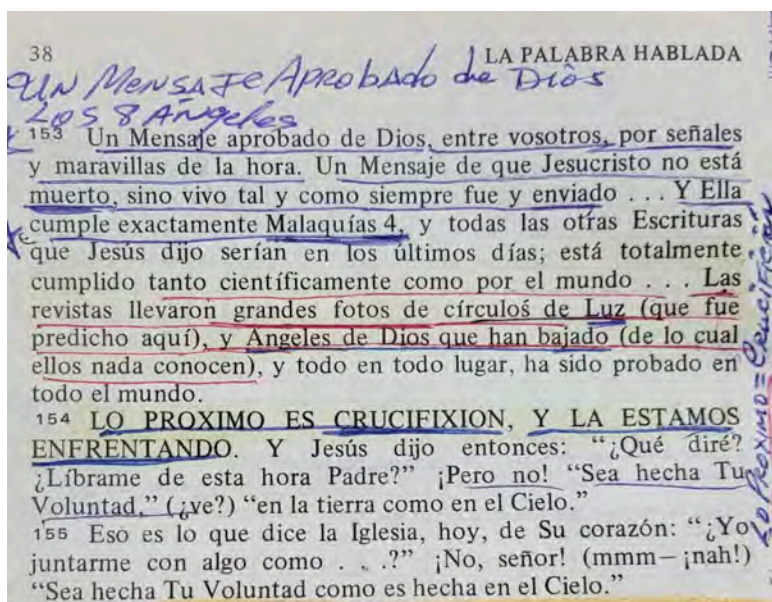 38 LA PALABRA HABLADA
UN MENSAJE APRObAdo de Diós
LOS 8 ANgeles
153 Un Mensaje aprobado de Dios, entre vosotros, por señales
y maravillas de la hora. Un Mensaje de que Jesucristo no está
muerto, sino vivo tal y como siempre fue y enviado . . . Y Ella
cumple exactamente Malaquías 4, y todas las otras Escrituras
que Jesús dijo serían en los últimos días; está totalmente
cumplido tanto científicamente como por el mundo . . . Las
revistas llevaron grandes fotos de círculos de Luz (que fue
predicho aquí), y Angeles de Dios que han bajado (de lo cual
ellos nada conocen), y todo en todo lugar, ha sido probado en
todo el mundo.
154 LO PROXIMO ES CRUCIFIXION, Y LA ESTAMOS
ENFRENTANDO. Y Jesús dijo entonces: “¿Qué diré?
¿Líbrame de esta hora Padre?” ¡Pero no! “Sea hecha Tu
Voluntad,” (¿ve?) “en la tierra como en el Cielo.”
155 Eso es lo que dice la Iglesia, hoy, de Su corazón: “¿Yo
juntarme con algo como . . .?” ¡No, señor! (mmm— ¡nah!)
“Sea hecha Tu Voluntad como es hecha en el Cielo.”
LO PROXIMO = CRUCIFICIÓN